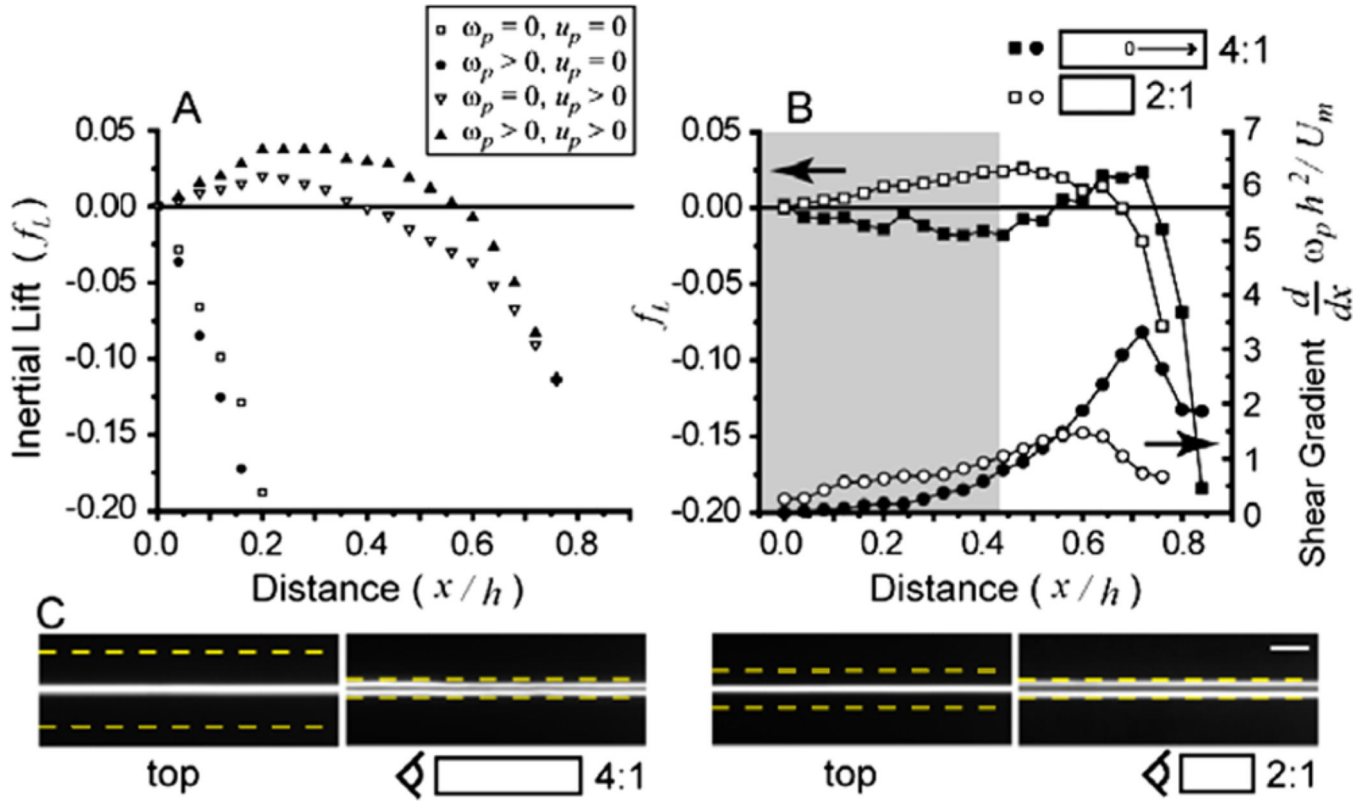 ωp = 0, up = 0
ωp > 0, up = 0
ωp = 0, up > 0
ωp > 0, up > 0
A
0.05
0.00
-0.05
-0.10
-0.15
-0.20
Inertial Lift (fL)
0.0 0.2 0.4 0.6 0.8
Distance (x/h)
0 4:1
2:1
B
0.05
0.00
-0.05
-0.10
-0.15
-0.20
fL
7
6
5
4
3
2
1
0
Shear Gradient d/dx ωp h²/Um
0.0 0.2 0.4 0.6 0.8
Distance (x/h)
C
top 4:1 top 2:1